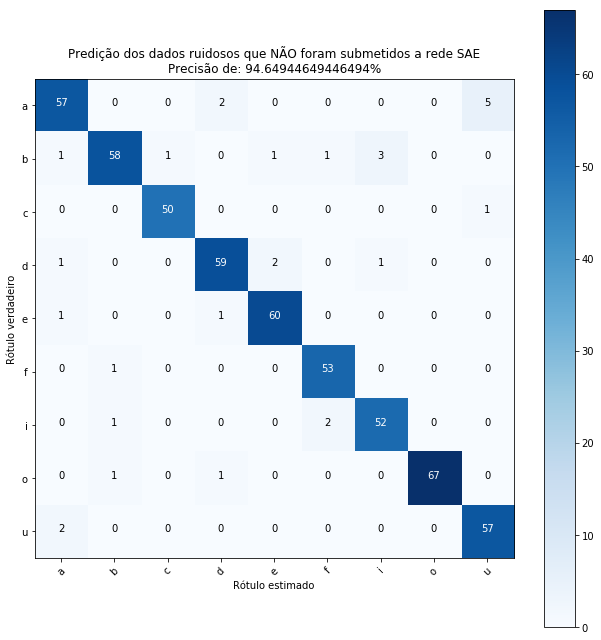 Predição dos dados ruidosos que NÃO foram submetidos a rede SAE
Precisão de: 94.64944649446494%
a 57 0 0 2 0 0 0 0 5
b 1 58 1 0 1 1 3 0 0
c 0 0 50 0 0 0 0 0 1
d 1 0 0 59 2 0 1 0 0
e 1 0 0 1 60 0 0 0 0
f 0 1 0 0 0 53 0 0 0
i 0 1 0 0 0 2 52 0 0
o 0 1 0 1 0 0 0 67 0
u 2 0 0 0 0 0 0 0 57
a b c d e f i o u
Rótulo verdadeiro
Rótulo estimado
60
50
40
30
20
10
0